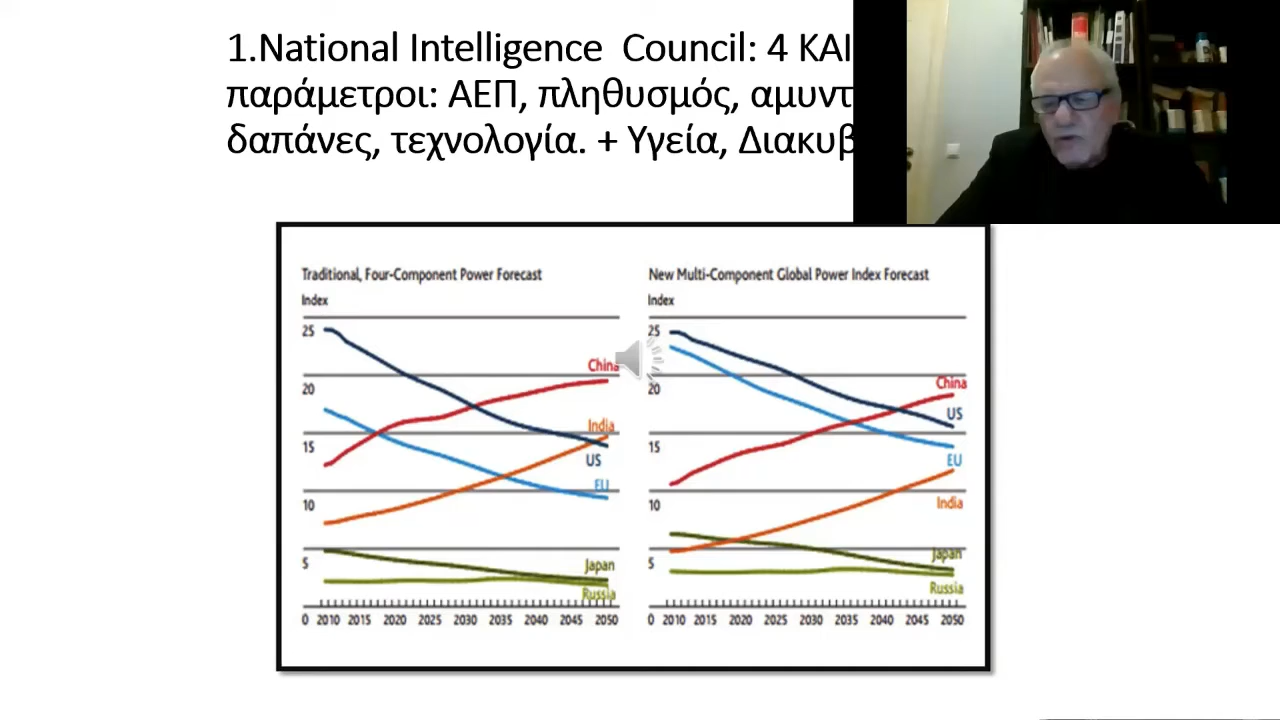 1.National Intelligence Council: 4 ΚΑΙ
παράμετροι: ΑΕΠ, πληθυσμός,
δαπάνες, τεχνολογία. + Υγεία,
Traditional, Four-Component Power Forecast
Index
25
20
15
10
5
China
India
US
EU
Japan
Russia
0 2010 2015 2020 2025 2030 2035 2040 2045 2050
New Multi-Component Global Power Index Forecast
Index
25
20
15
10
5
China
US
EU
India
Japan
Russia
0 2010 2015 2020 2025 2030 2035 2040 2045 2050